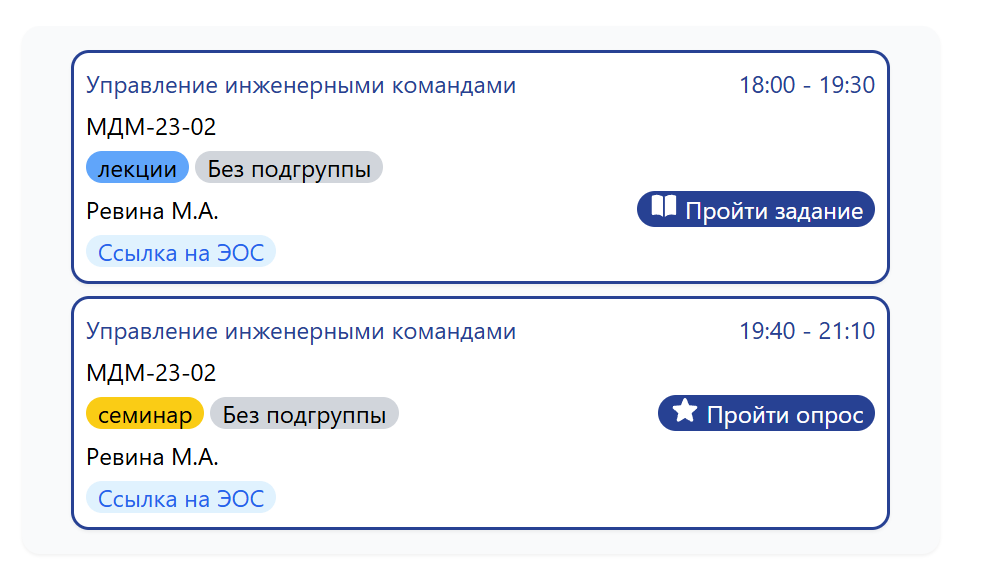 Управление инженерными командами 18:00 - 19:30
МДМ-23-02
лекции Без подгруппы
Ревина М.А. Пройти задание
Ссылка на ЭОС
Управление инженерными командами 19:40 - 21:10
МДМ-23-02
семинар Без подгруппы Пройти опрос
Ревина М.А.
Ссылка на ЭОС